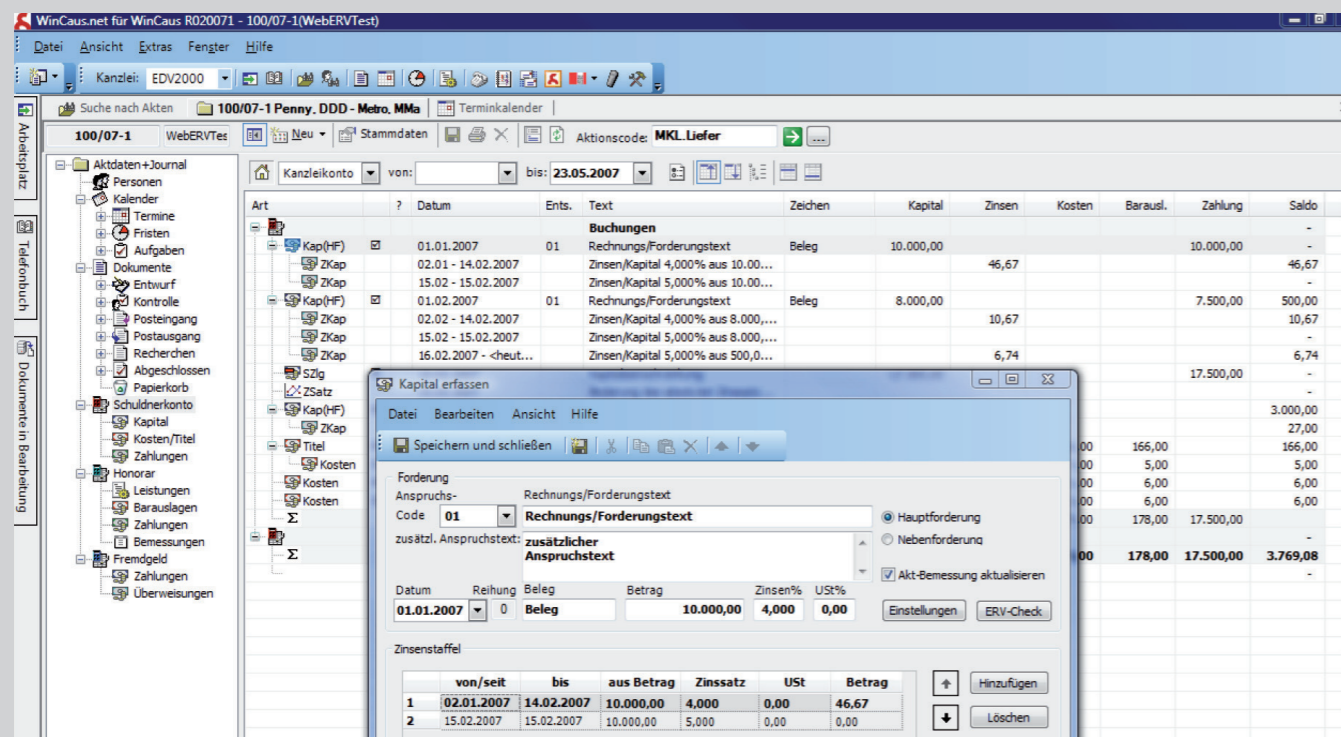 WinCaus.net für WinCaus R020071 - 100/07-1(WebERVTest)
Datei Ansicht Extras Fenster Hilfe
Kanzlei: EDV2000
Suche nach Akten 100/07-1 Penny, DDD - Metro, MMa Terminkalender
100/07-1 WebERVTes Neu Stammdaten Aktionscode: MKL.Liefer ...
Arbeitsplatz
Telefonbuch
Dokumente in Bearbeitung
Aktdaten+Journal
Personen
Kalender
Termine
Fristen
Aufgaben
Dokumente
Entwurf
Kontrolle
Posteingang
Postausgang
Recherchen
Abgeschlossen
Papierkorb
Schuldnerkonto
Kapital
Kosten/Titel
Zahlungen
Honorar
Leistungen
Barauslagen
Zahlungen
Bemessungen
Fremdgeld
Zahlungen
Überweisungen
Kanzleikonto von: bis: 23.05.2007
Art ? Datum Ents. Text Zeichen Kapital Zinsen Kosten Barausl. Zahlung Saldo
Buchungen -
Kap(HF) 01.01.2007 01 Rechnungs/Forderungstext Beleg 10.000,00 10.000,00 -
ZKap 02.01 - 14.02.2007 Zinsen/Kapital 4,000% aus 10.00... 46,67 46,67
ZKap 15.02 - 15.02.2007 Zinsen/Kapital 5,000% aus 10.00... -
Kap(HF) 01.02.2007 01 Rechnungs/Forderungstext Beleg 8.000,00 7.500,00 500,00
ZKap 02.02 - 14.02.2007 Zinsen/Kapital 4,000% aus 8.000,... 10,67 10,67
ZKap 15.02 - 15.02.2007 Zinsen/Kapital 5,000% aus 8.000,... -
ZKap 16.02.2007 - <heut... Zinsen/Kapital 5,000% aus 500,0... 6,74 6,74
SZlg 17.500,00 -
ZSatz -
Kap(HF) 3.000,00
ZKap 27,00
Titel 00 166,00 166,00
Kosten 00 5,00 5,00
Kosten 00 6,00 6,00
Kosten 00 6,00 6,00
Σ 00 178,00 17.500,00
-
Σ 00 178,00 17.500,00 3.769,08
-
Kapital erfassen
Datei Bearbeiten Ansicht Hilfe
Speichern und schließen
Forderung
Anspruchs- Rechnungs/Forderungstext
Code 01 Rechnungs/Forderungstext Hauptforderung
zusätzl. Anspruchstext: zusätzlicher Nebenforderung
Anspruchstext
Akt-Bemessung aktualisieren
Datum Reihung Beleg Betrag Zinsen% USt%
01.01.2007 0 Beleg 10.000,00 4,000 0,00 Einstellungen ERV-Check
Zinsenstaffel
von/seit bis aus Betrag Zinssatz USt Betrag Hinzufügen
1 02.01.2007 14.02.2007 10.000,00 4,000 0,00 46,67
2 15.02.2007 15.02.2007 10.000,00 5,000 0,00 0,00 Löschen